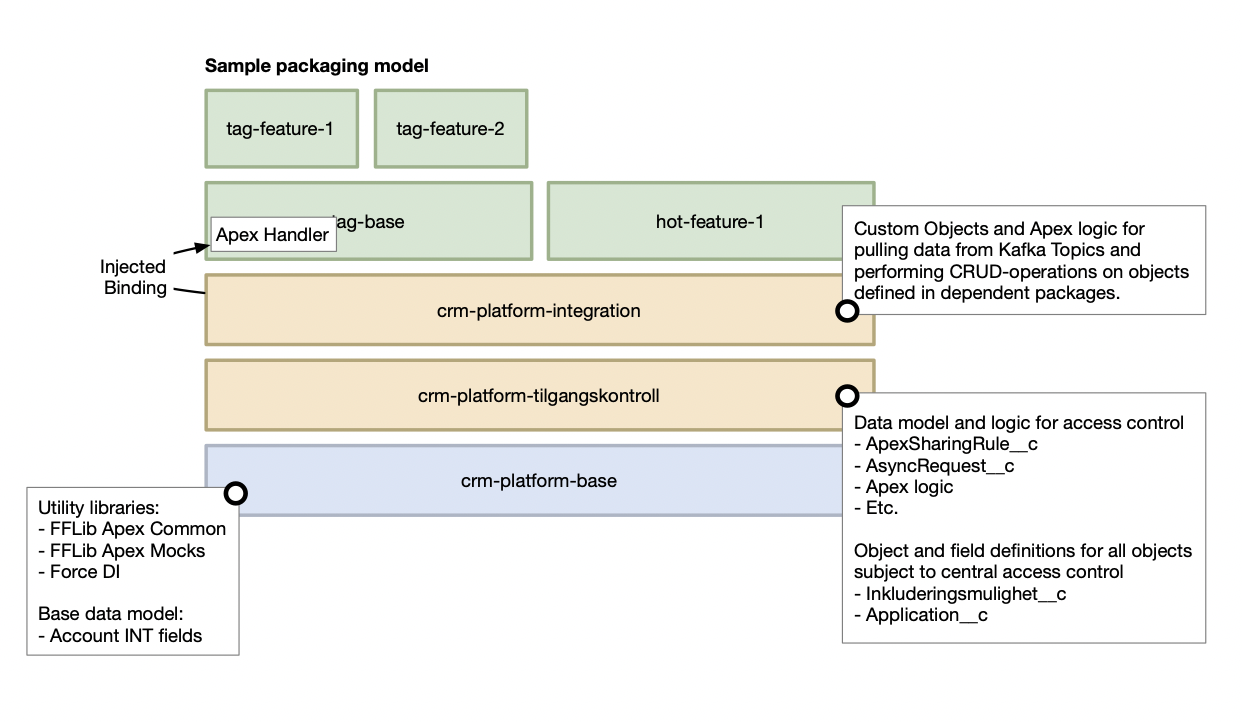 Sample packaging model
tag-feature-1
tag-feature-2
tag-base
hot-feature-1
Apex Handler
Injected
Binding
Custom Objects and Apex logic for
pulling data from Kafka Topics and
performing CRUD-operations on objects
defined in dependent packages.
crm-platform-integration
crm-platform-tilgangskontroll
Data model and logic for access control
- ApexSharingRule__c
- AsyncRequest__c
- Apex logic
- Etc.
Object and field definitions for all objects
subject to central access control
- Inkluderingsmulighet__c
- Application__c
crm-platform-base
Utility libraries:
- FFLib Apex Common
- FFLib Apex Mocks
- Force DI
Base data model:
- Account INT fields